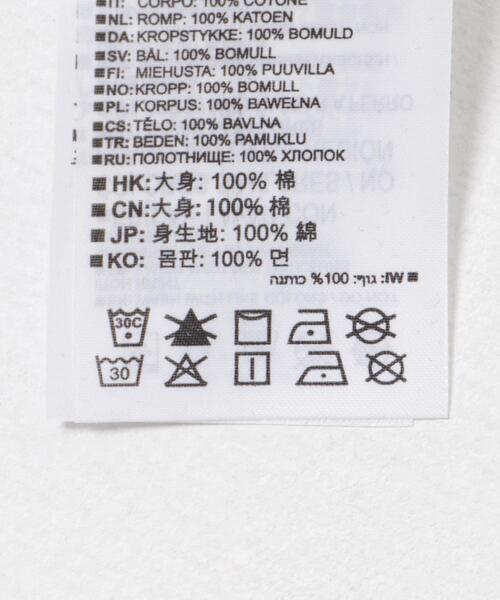 IT: CORPO: 100% COTONE
NL: ROMP: 100% KATOEN
DA: KROPSTYKKE: 100% BOMULD
SV: BÅL: 100% BOMULL
FI: MIEHUSTA: 100% PUUVILLA
NO: KROPP: 100% BOMULL
PL: KORPUS: 100% BAWEŁNA
CS: TĚLO: 100% BAVLNA
TR: BEDEN: 100% PAMUKLU
RU: ПОЛОТНИЩЕ: 100% ХЛОПОК
HK: 大身: 100% 棉
CN: 大身: 100% 棉
JP: 身生地: 100% 綿
KO: 몸판: 100% 면
IW: גוף: 100% כותנה
30C
30